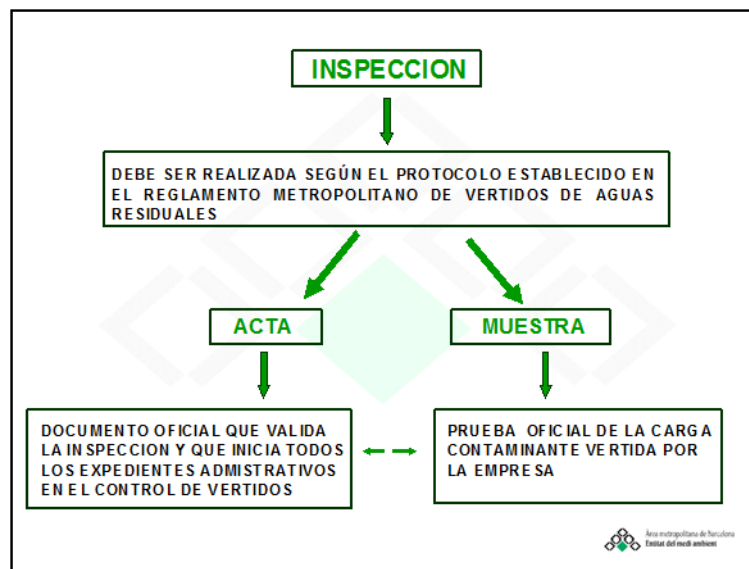 INSPECCION
DEBE SER REALIZADA SEGÚN EL PROTOCOLO ESTABLECIDO EN
EL REGLAMENTO METROPOLITANO DE VERTIDOS DE AGUAS
RESIDUALES
ACTA
MUESTRA
DOCUMENTO OFICIAL QUE VALIDA
LA INSPECCION Y QUE INICIA TODOS
LOS EXPEDIENTES ADMISTRATIVOS
EN EL CONTROL DE VERTIDOS
PRUEBA OFICIAL DE LA CARGA
CONTAMINANTE VERTIDA POR
LA EMPRESA
Àrea metropolitana de Barcelona
Entitat del medi ambient